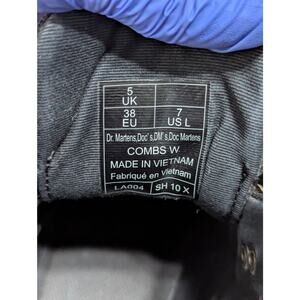 5
UK
38 7
EU US L
Dr. Martens,Doc's,DM's,Doc Martens
COMBS W
MADE IN VIETNAM
Fabriqué en Vietnam
LA004 SH 10 X